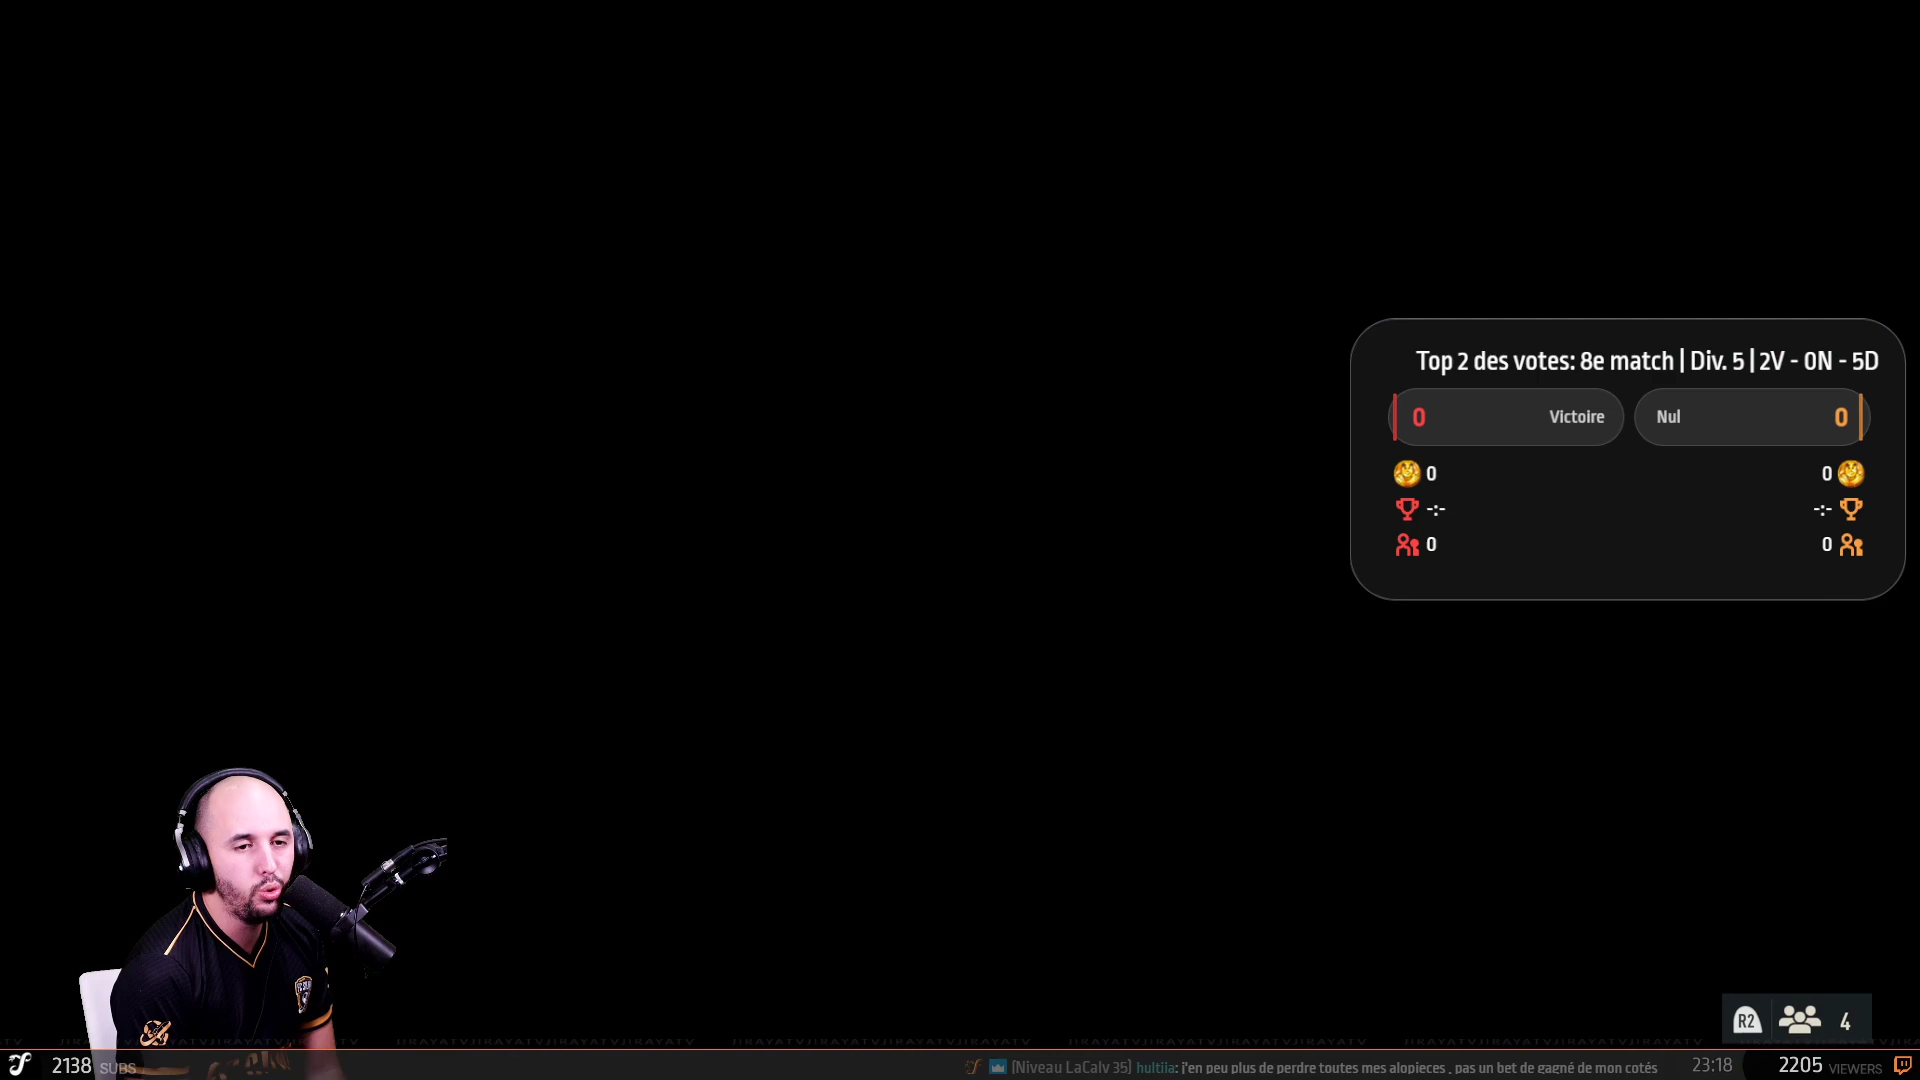 Top 2 des votes: 8e match | Div. 5 | 2V - 0N - 5D
0 Victoire
Nul 0
0
0
-:-
-:-
0
0
R2 4
2138 SUBS
[Niveau LaCalv 35] hultiia: j'en peu plus de perdre toutes mes alopieces , pas un bet de gagné de mon cotés
23:18
2205 VIEWERS